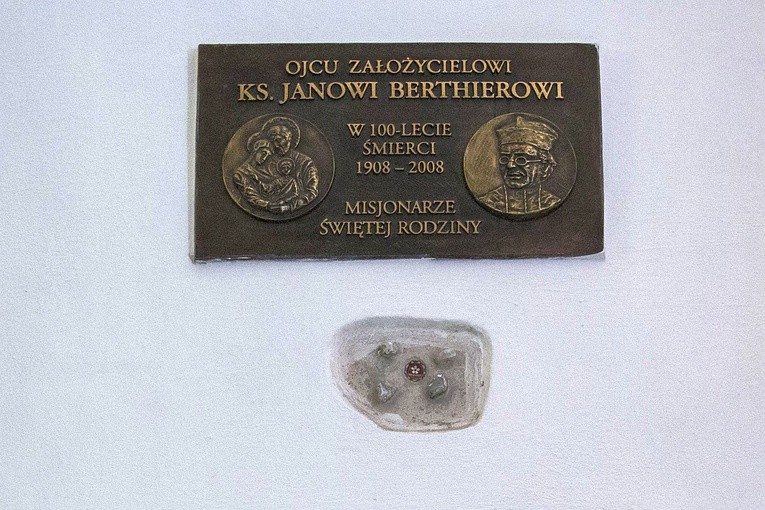 OJCU ZAŁOŻYCIELOWI
KS. JANOWI BERTHIEROWI
W 100-LECIE
ŚMIERCI
1908 – 2008
MISJONARZE
ŚWIĘTEJ RODZINY